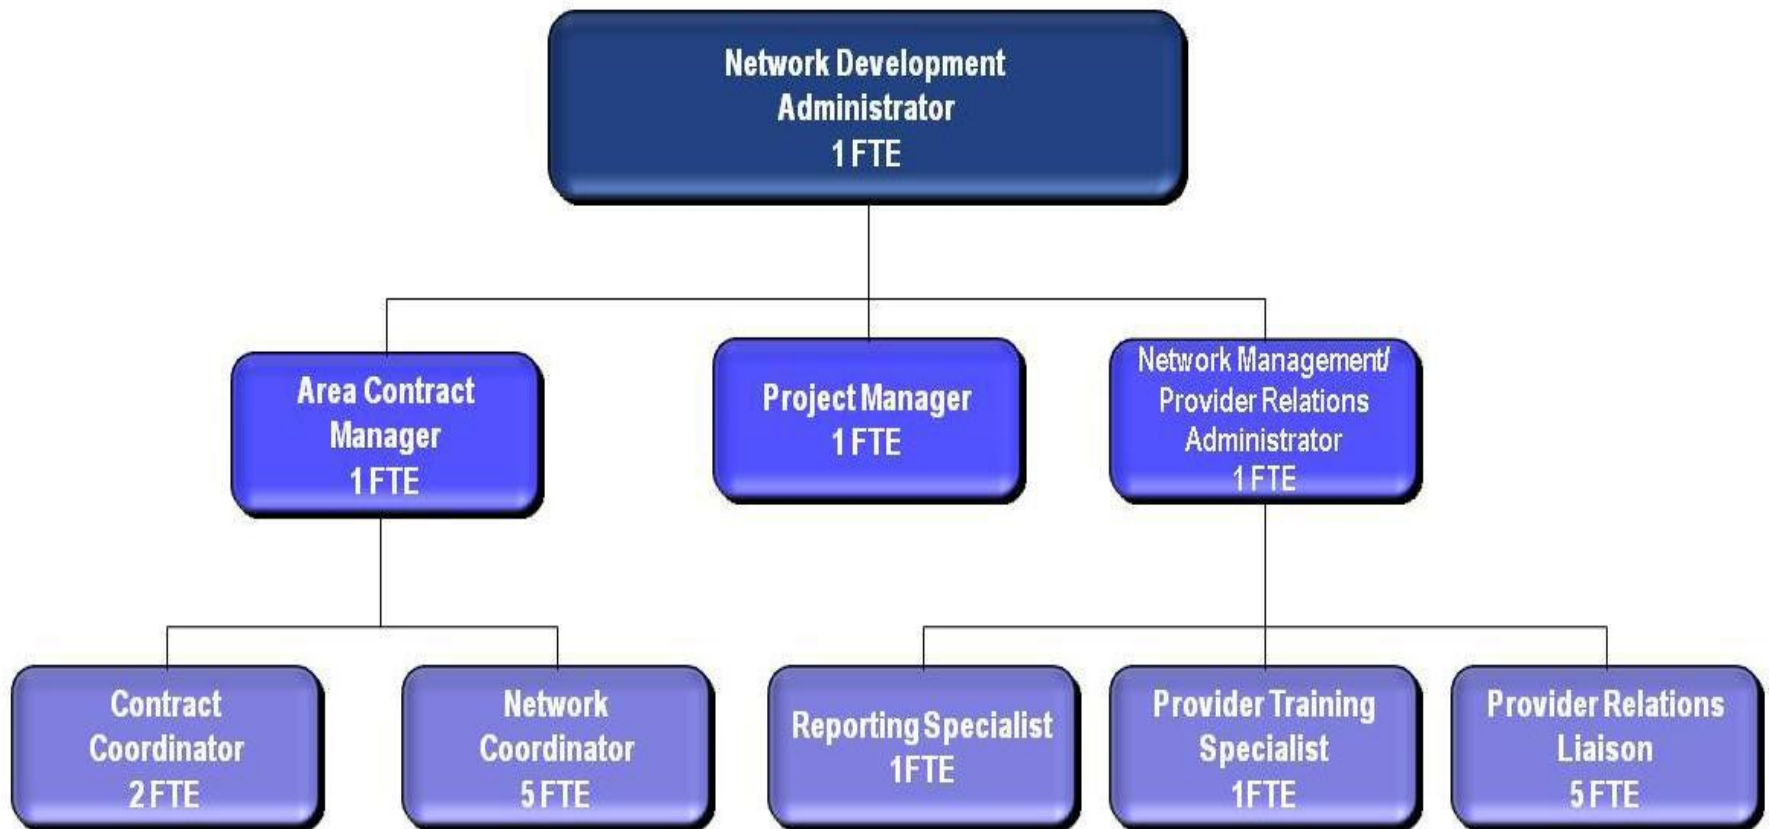 Network Development
Administrator
1 FTE
Area Contract
Manager
1 FTE
Project Manager
1 FTE
Network Management/
Provider Relations
Administrator
1 FTE
Contract
Coordinator
2 FTE
Network
Coordinator
5 FTE
Reporting Specialist
1FTE
Provider Training
Specialist
1FTE
Provider Relations
Liaison
5 FTE